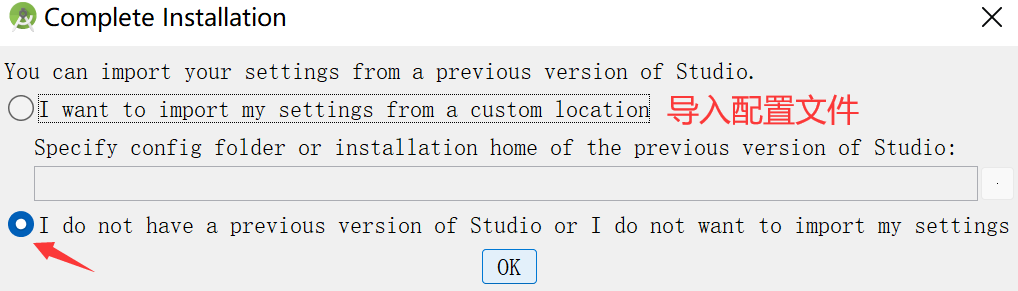 Complete Installation
You can import your settings from a previous version of Studio.
I want to import my settings from a custom location 导入配置文件
Specify config folder or installation home of the previous version of Studio:
.
I do not have a previous version of Studio or I do not want to import my settings
OK